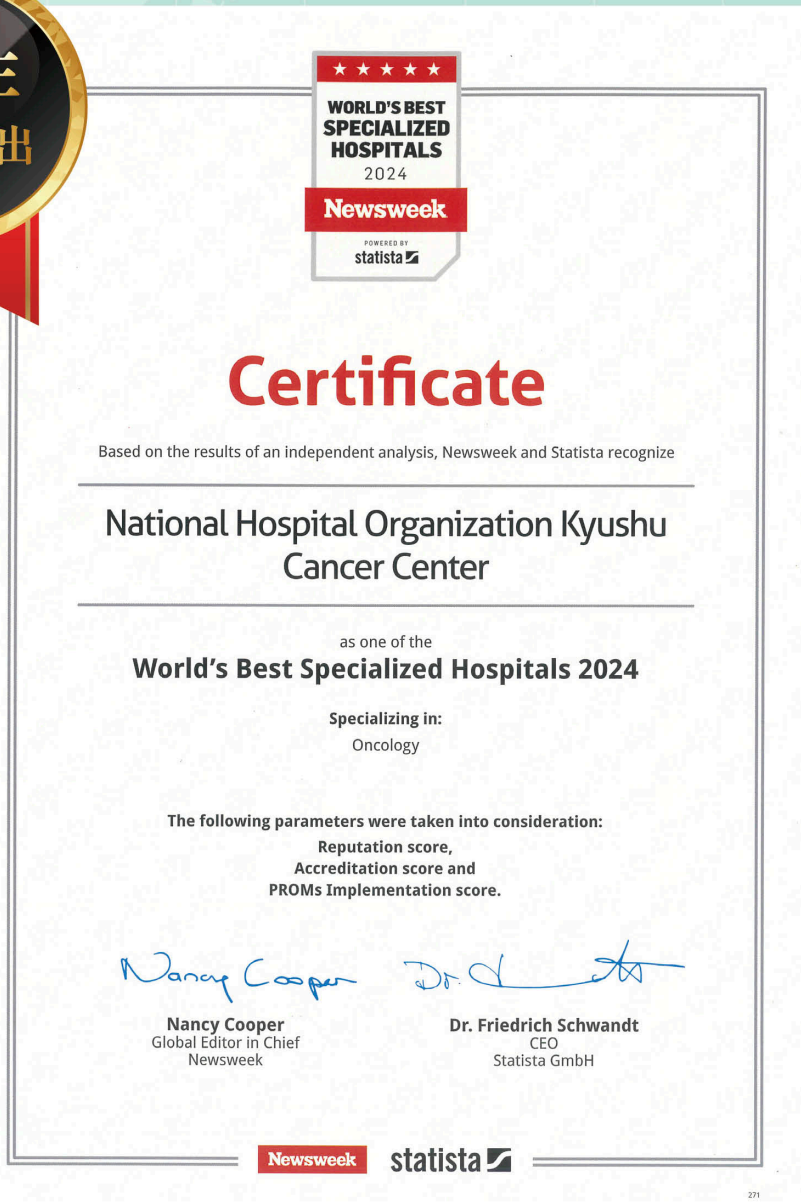 出
WORLD'S BEST
SPECIALIZED
HOSPITALS
2024
Newsweek
POWERED BY
statista
Certificate
Based on the results of an independent analysis, Newsweek and Statista recognize
National Hospital Organization Kyushu
Cancer Center
as one of the
World's Best Specialized Hospitals 2024
Specializing in:
Oncology
The following parameters were taken into consideration:
Reputation score,
Accreditation score and
PROMs Implementation score.
Nancy Cooper
Dr.
Nancy Cooper
Global Editor in Chief
Newsweek
Dr. Friedrich Schwandt
CEO
Statista GmbH
Newsweek
statista
271